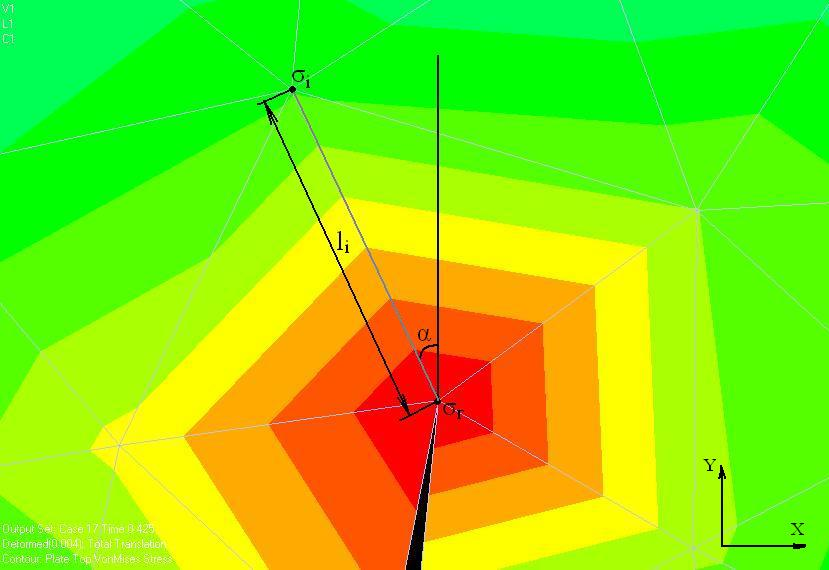 V1
L1
C1
σi
li
α
σr
Y
X
Output Set: Case 17 Time 0.425
Deformed(0.004): Total Translation
Contour: Plate Top VonMises Stress